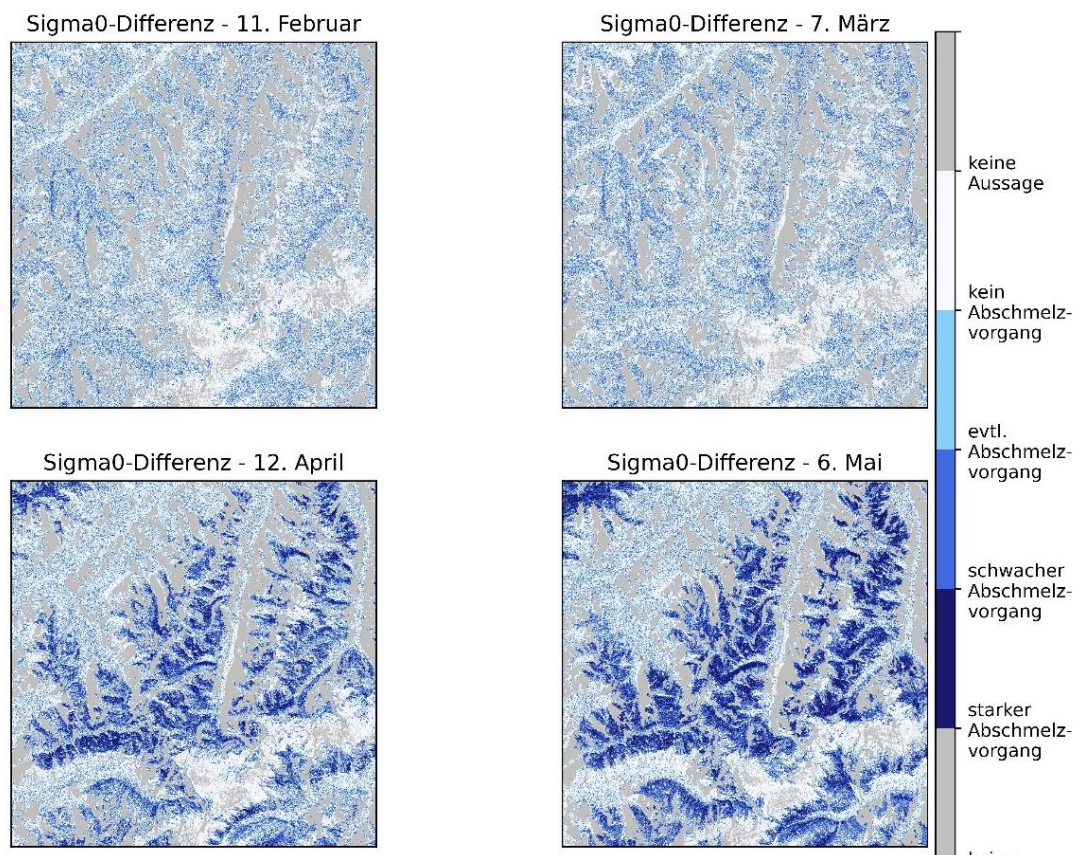 Sigma0-Differenz - 11. Februar
Sigma0-Differenz - 7. März
keine
Aussage
kein
Abschmelz-
vorgang
evtl.
Abschmelz-
vorgang
Sigma0-Differenz - 12. April
Sigma0-Differenz - 6. Mai
schwacher
Abschmelz-
vorgang
starker
Abschmelz-
vorgang